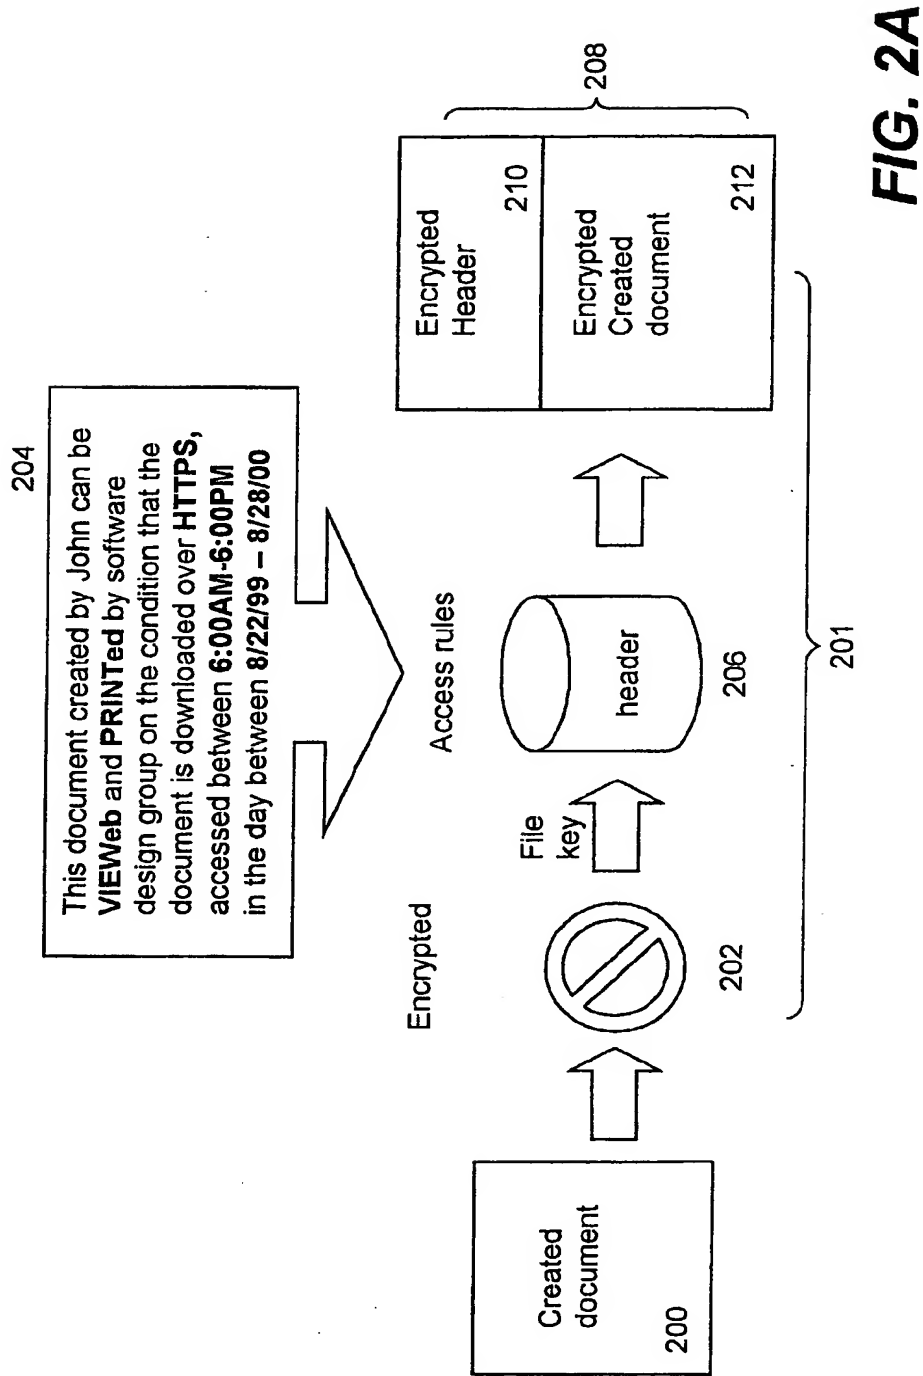 204
This document created by John can be
VIEWeb and PRINTed by software
design group on the condition that the
document is downloaded over HTTPS,
accessed between 6:00AM-6:00PM
in the day between 8/22/99 – 8/28/00
Encrypted
Access rules
Created
document
200
202
File
key
header
206
Encrypted
Header
210
Encrypted
Created
document
212
208
201
FIG. 2A